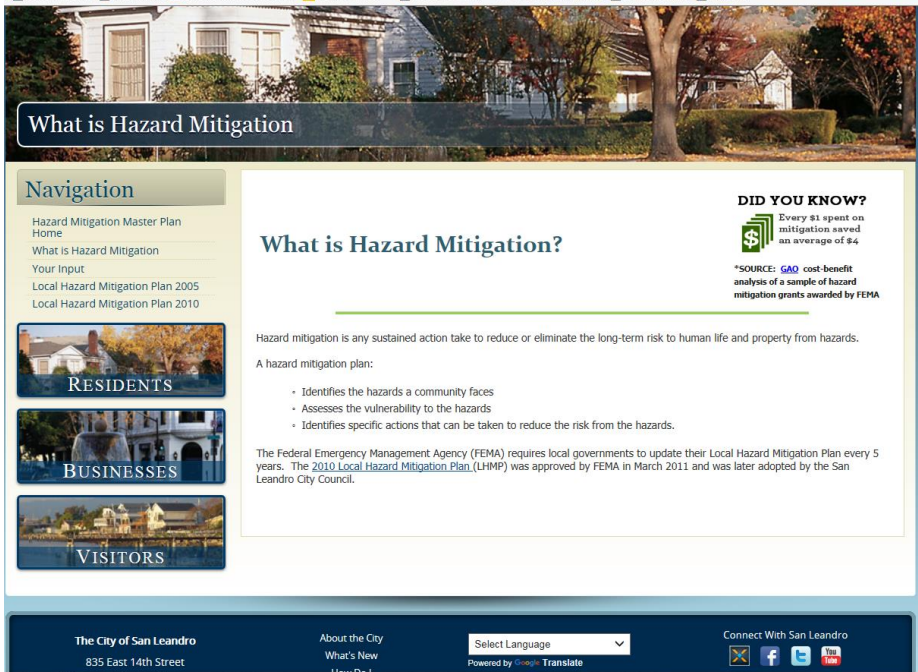 What is Hazard Mitigation
Navigation
Hazard Mitigation Master Plan
Home
What is Hazard Mitigation
Your Input
Local Hazard Mitigation Plan 2005
Local Hazard Mitigation Plan 2010
RESIDENTS
BUSINESSES
VISITORS
What is Hazard Mitigation?
DID YOU KNOW?
Every $1 spent on
mitigation saved
an average of $4
*SOURCE: GAO cost-benefit
analysis of a sample of hazard
mitigation grants awarded by FEMA
Hazard mitigation is any sustained action take to reduce or eliminate the long-term risk to human life and property from hazards.
A hazard mitigation plan:
◦ Identifies the hazards a community faces
◦ Assesses the vulnerability to the hazards
◦ Identifies specific actions that can be taken to reduce the risk from the hazards.
The Federal Emergency Management Agency (FEMA) requires local governments to update their Local Hazard Mitigation Plan every 5
years. The 2010 Local Hazard Mitigation Plan (LHMP) was approved by FEMA in March 2011 and was later adopted by the San
Leandro City Council.
The City of San Leandro
835 East 14th Street
About the City
What's New
How Do I
Select Language
Powered by Google Translate
Connect With San Leandro
You Tube